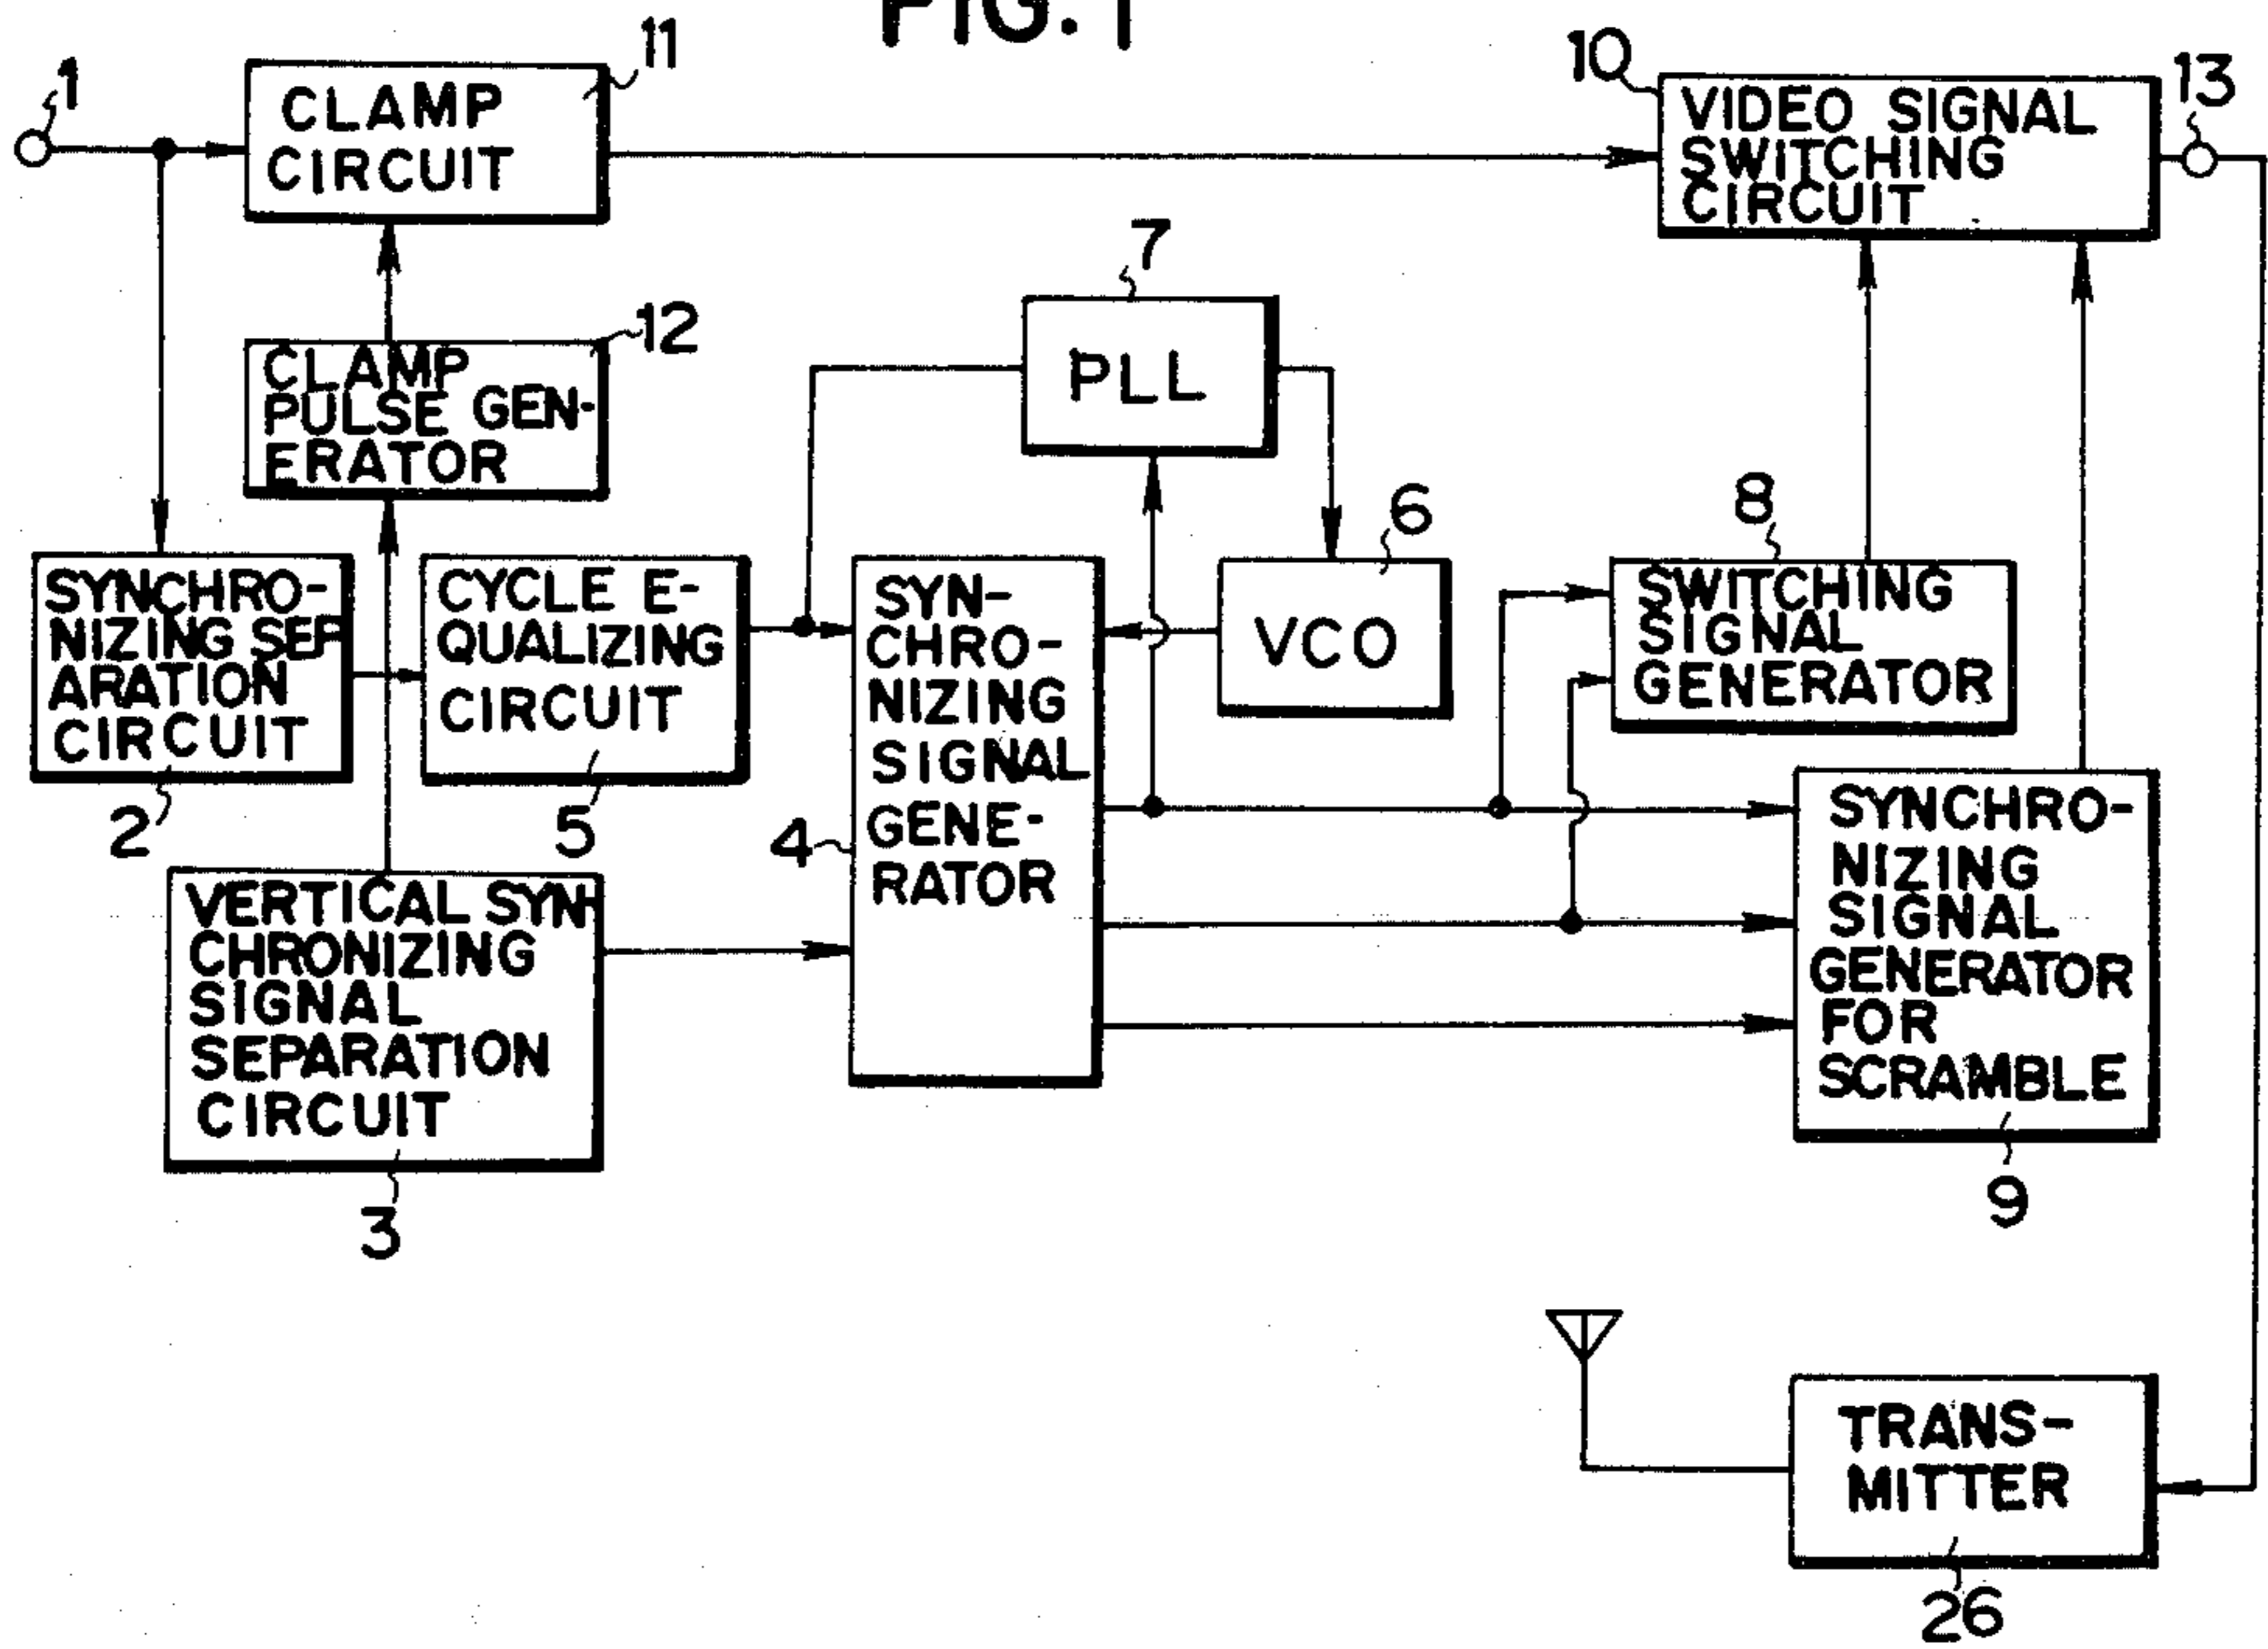 FIG. 1
1
11
CLAMP
CIRCUIT
10
VIDEO SIGNAL
SWITCHING
CIRCUIT
13
12
CLAMP
PULSE GEN-
ERATOR
7
PLL
6
VCO
8
SWITCHING
SIGNAL
GENERATOR
SYNCHRO-
NIZING SEP
ARATION
CIRCUIT
2
CYCLE E-
QUALIZING
CIRCUIT
5
SYN-
CHRO-
NIZING
SIGNAL
GENE-
RATOR
4
VERTICAL SYN-
CHRONIZING
SIGNAL
SEPARATION
CIRCUIT
3
SYNCHRO-
NIZING
SIGNAL
GENERATOR
FOR
SCRAMBLE
9
TRANS-
MITTER
26